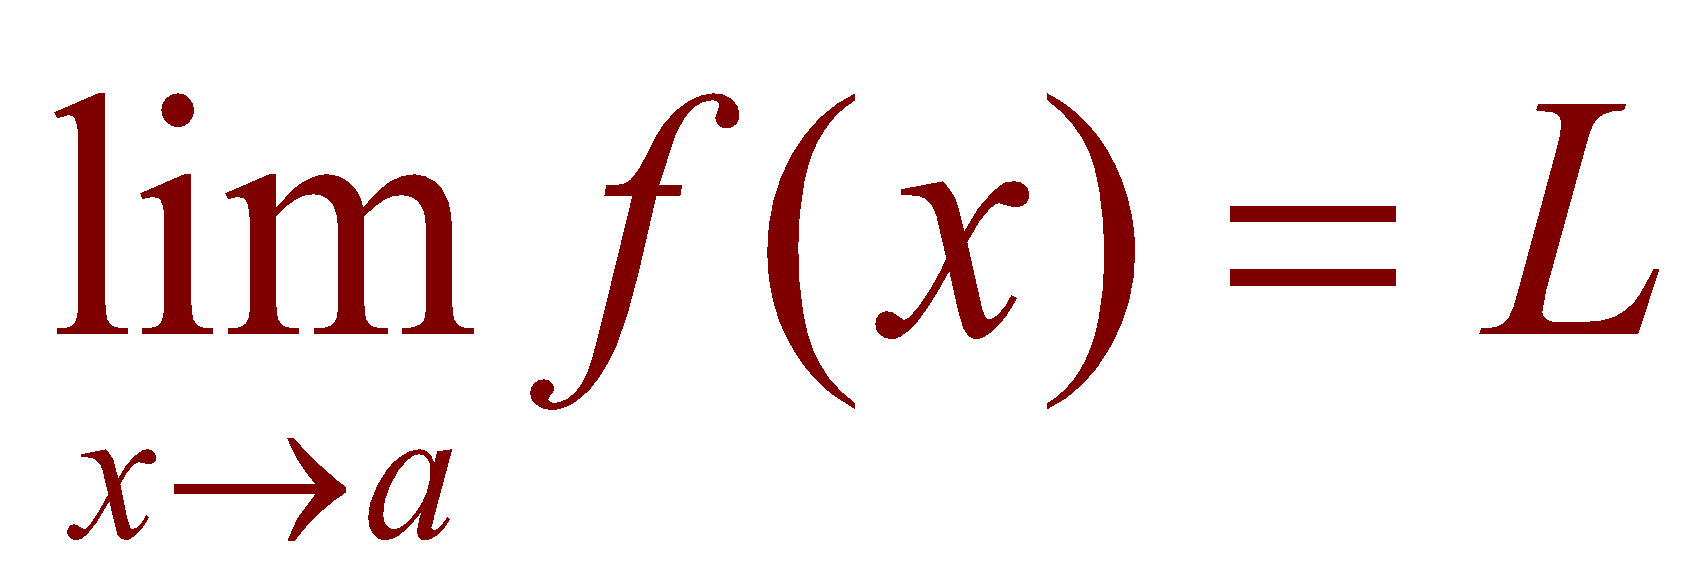 lim f(x) = L
x→a